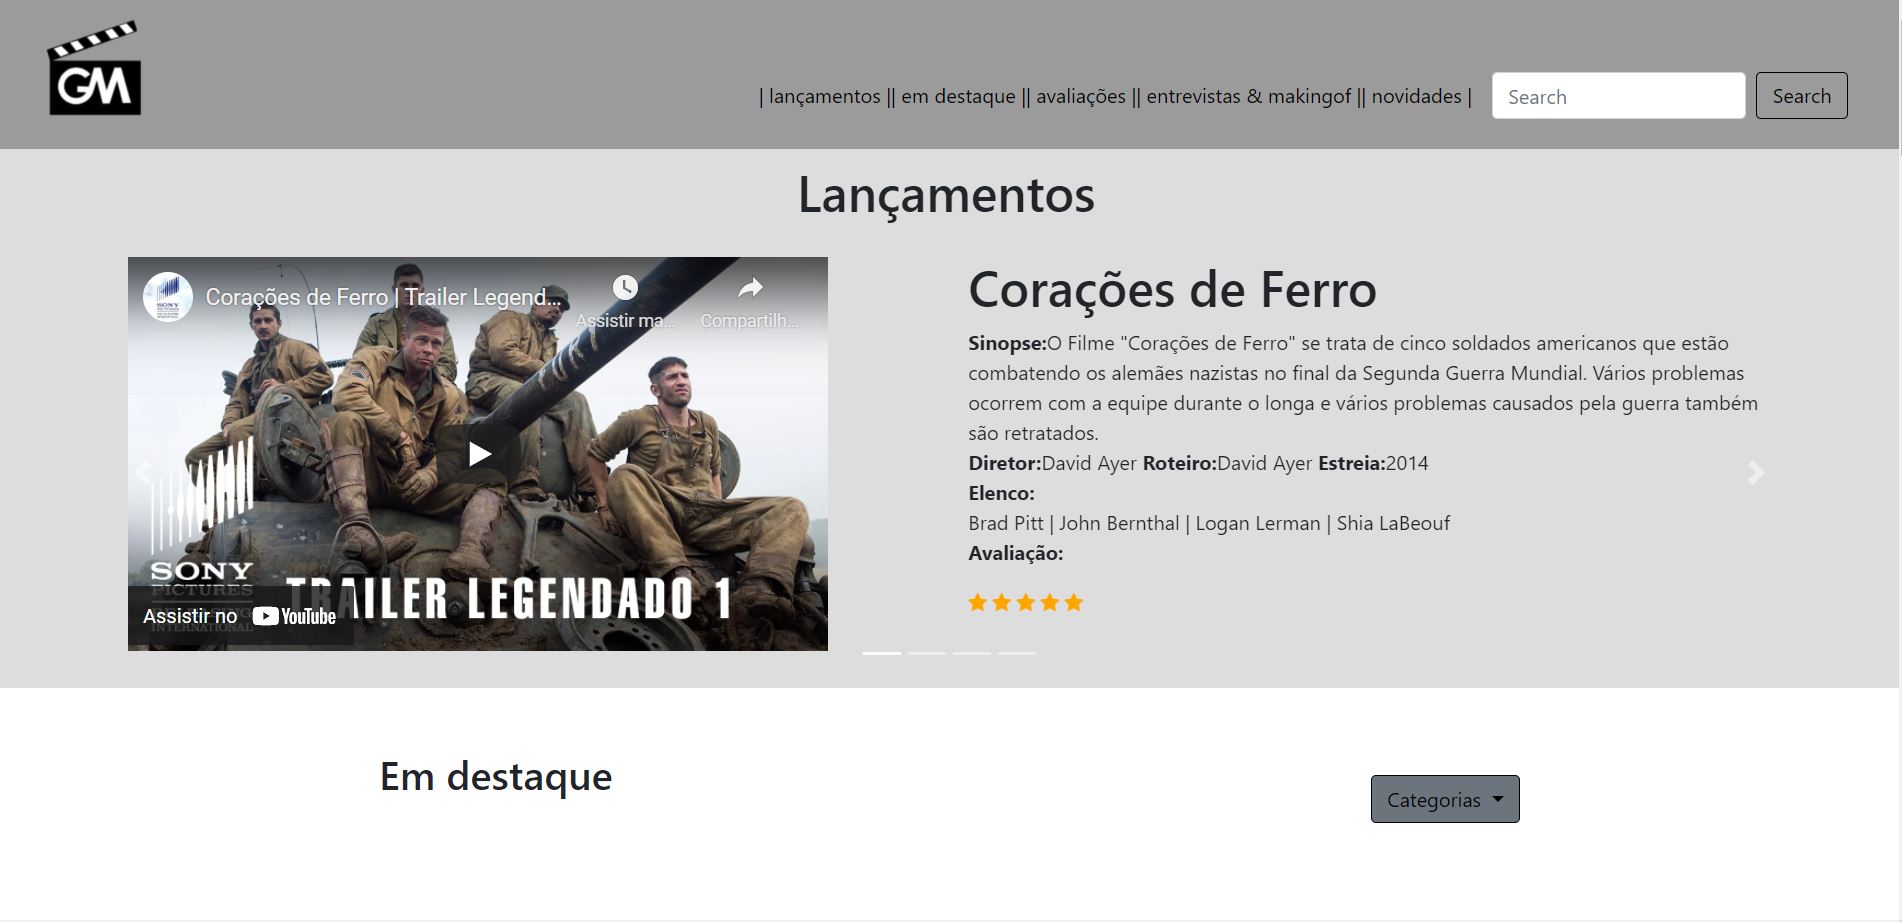 GM
| lançamentos || em destaque || avaliações || entrevistas & makingof || novidades |
Search
Search
Lançamentos
Corações de Ferro | Trailer Legend...
Assistir ma...
Compartilh...
SONY
PICTURES
INTERNATIONAL
TRAILER LEGENDADO 1
Assistir no YouTube
Corações de Ferro
Sinopse:O Filme "Corações de Ferro" se trata de cinco soldados americanos que estão
combatendo os alemães nazistas no final da Segunda Guerra Mundial. Vários problemas
ocorrem com a equipe durante o longa e vários problemas causados pela guerra também
são retratados.
Diretor:David Ayer Roteiro:David Ayer Estreia:2014
Elenco:
Brad Pitt | John Bernthal | Logan Lerman | Shia LaBeouf
Avaliação:
Em destaque
Categorias